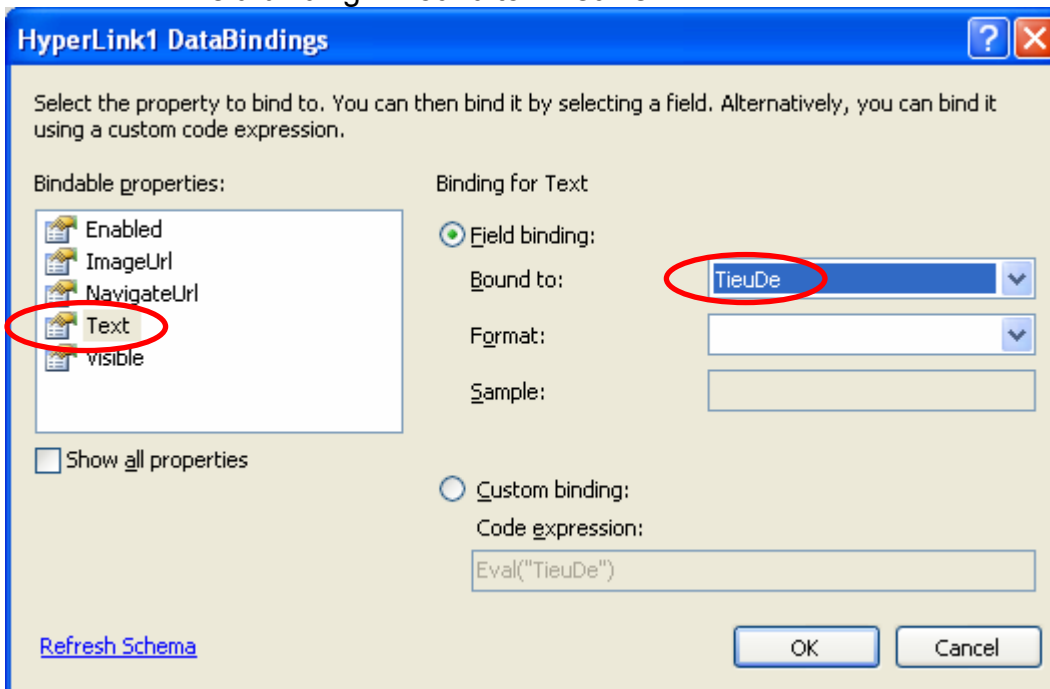 HyperLink1 DataBindings
Select the property to bind to. You can then bind it by selecting a field. Alternatively, you can bind it
using a custom code expression.
Bindable properties:
Enabled
ImageUrl
NavigateUrl
Text
Visible
Show all properties
Binding for Text
Field binding:
Bound to:
TieuDe
Format:
Sample:
Custom binding:
Code expression:
Eval("TieuDe")
Refresh Schema
OK
Cancel